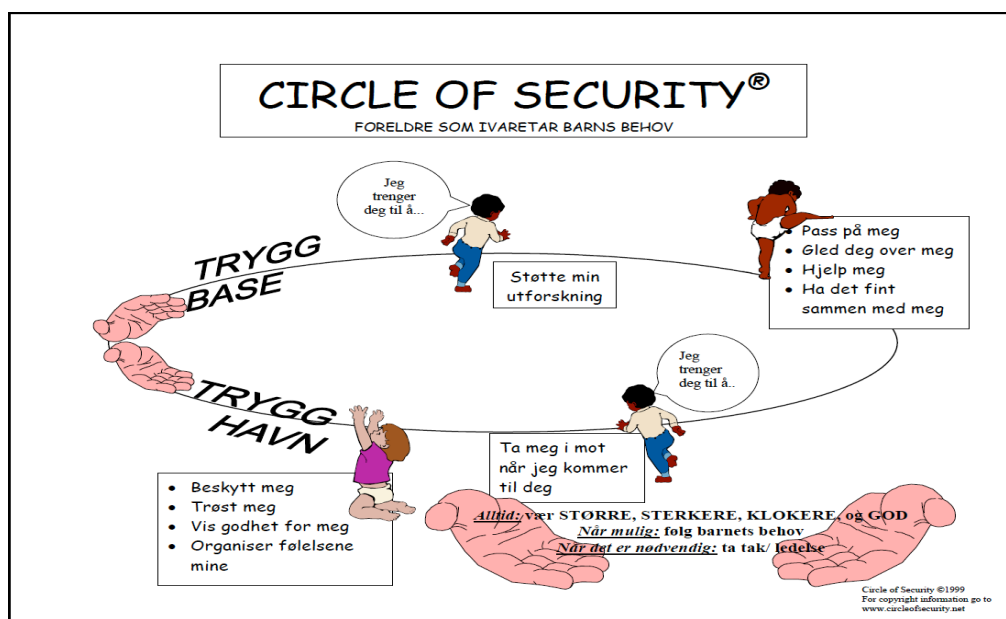 CIRCLE OF SECURITY®
FORELDRE SOM IVARETAR BARNS BEHOV
Jeg
trenger
deg til å...
TRYGG
BASE
Støtte min
utforskning
• Pass på meg
• Gled deg over meg
• Hjelp meg
• Ha det fint
sammen med meg
Jeg
trenger
deg til å..
TRYGG
HAVN
Ta meg i mot
når jeg kommer
til deg
• Beskytt meg
• Trøst meg
• Vis godhet for meg
• Organiser følelsene
mine
Alltid: vær STØRRE, STERKERE, KLOKERE, og GOD
Når mulig: følg barnets behov
Når det er nødvendig: ta tak/ ledelse
Circle of Security ©1999
For copyright information go to
www.circleofsecurity.net